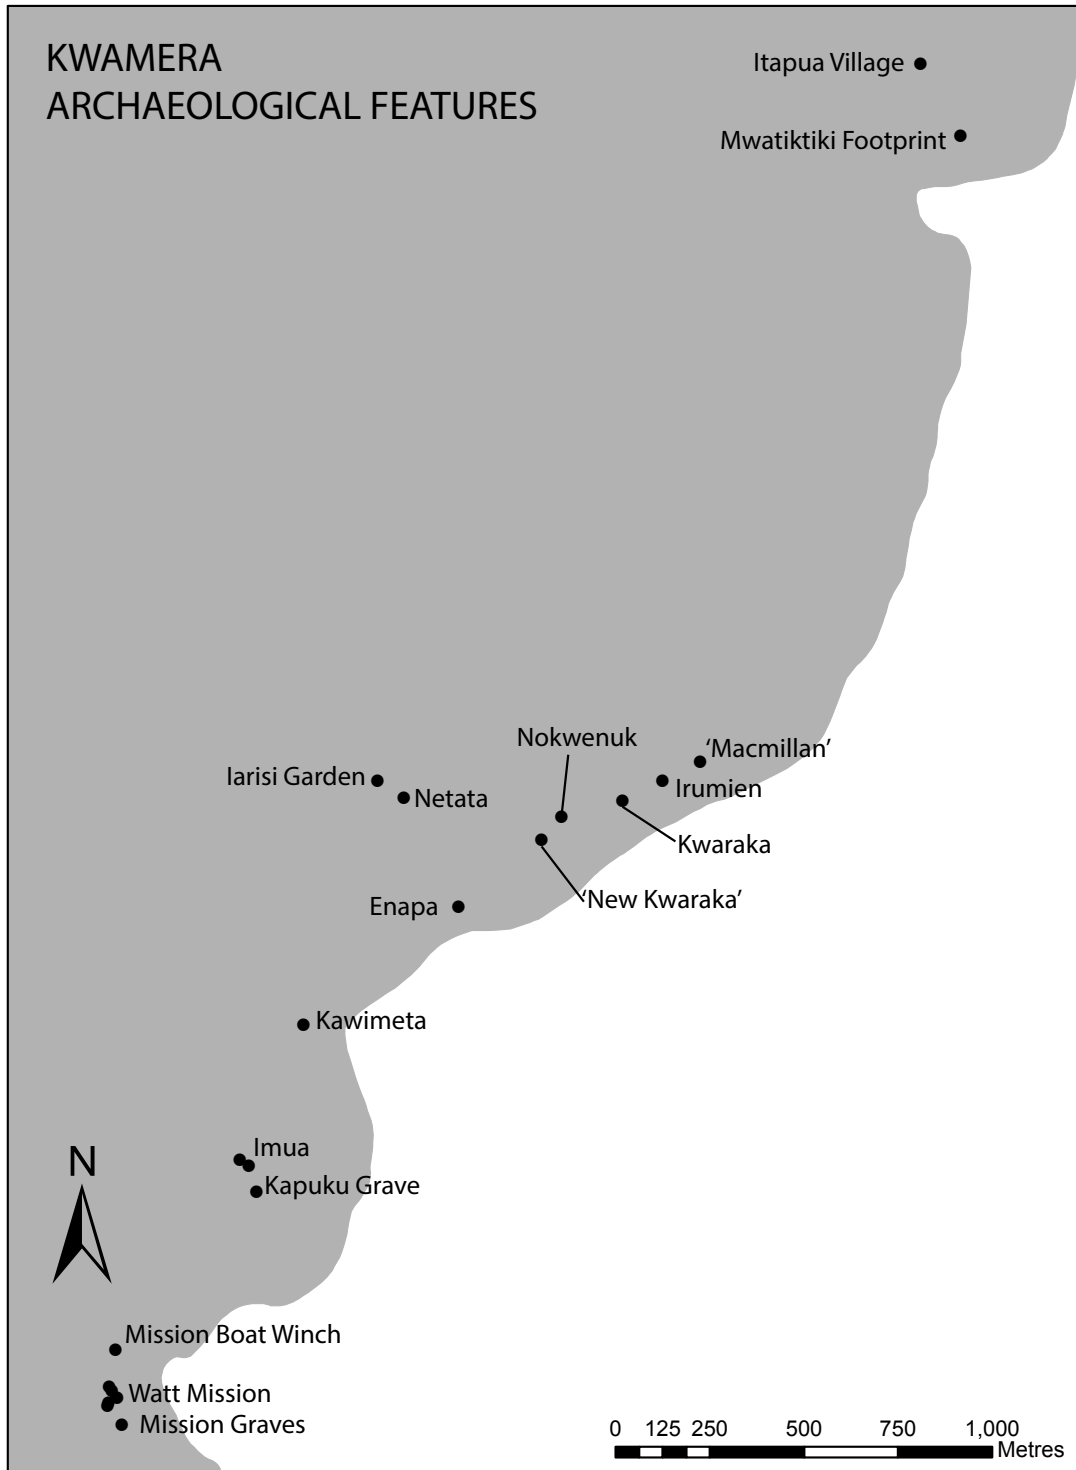 KWAMERA
ARCHAEOLOGICAL FEATURES
Itapua Village
Mwatiktiki Footprint
Nokwenuk
‘Macmillan’
Iarisi Garden
Netata
Irumien
Kwaraka
‘New Kwaraka’
Enapa
Kawimeta
Imua
Kapuku Grave
N
Mission Boat Winch
Watt Mission
Mission Graves
0 125 250 500 750 1,000
Metres